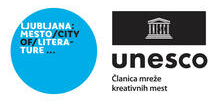 LJUBLJANA:
MESTO/CITY
OF/LITERA-
TURE ...
unesco
Članica mreže
kreativnih mest